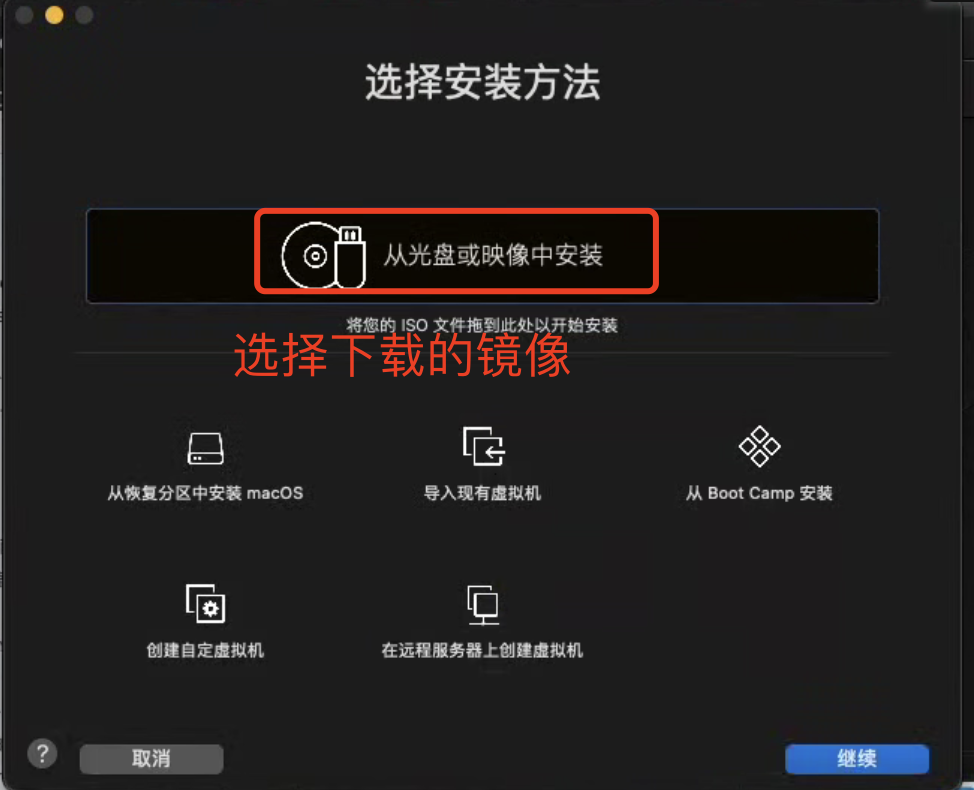 选择安装方法
从光盘或映像中安装
将您的 ISO 文件拖到此处以开始安装
选择下载的镜像
从恢复分区中安装 macOS
导入现有虚拟机
从 Boot Camp 安装
创建自定虚拟机
在远程服务器上创建虚拟机
?
取消
继续